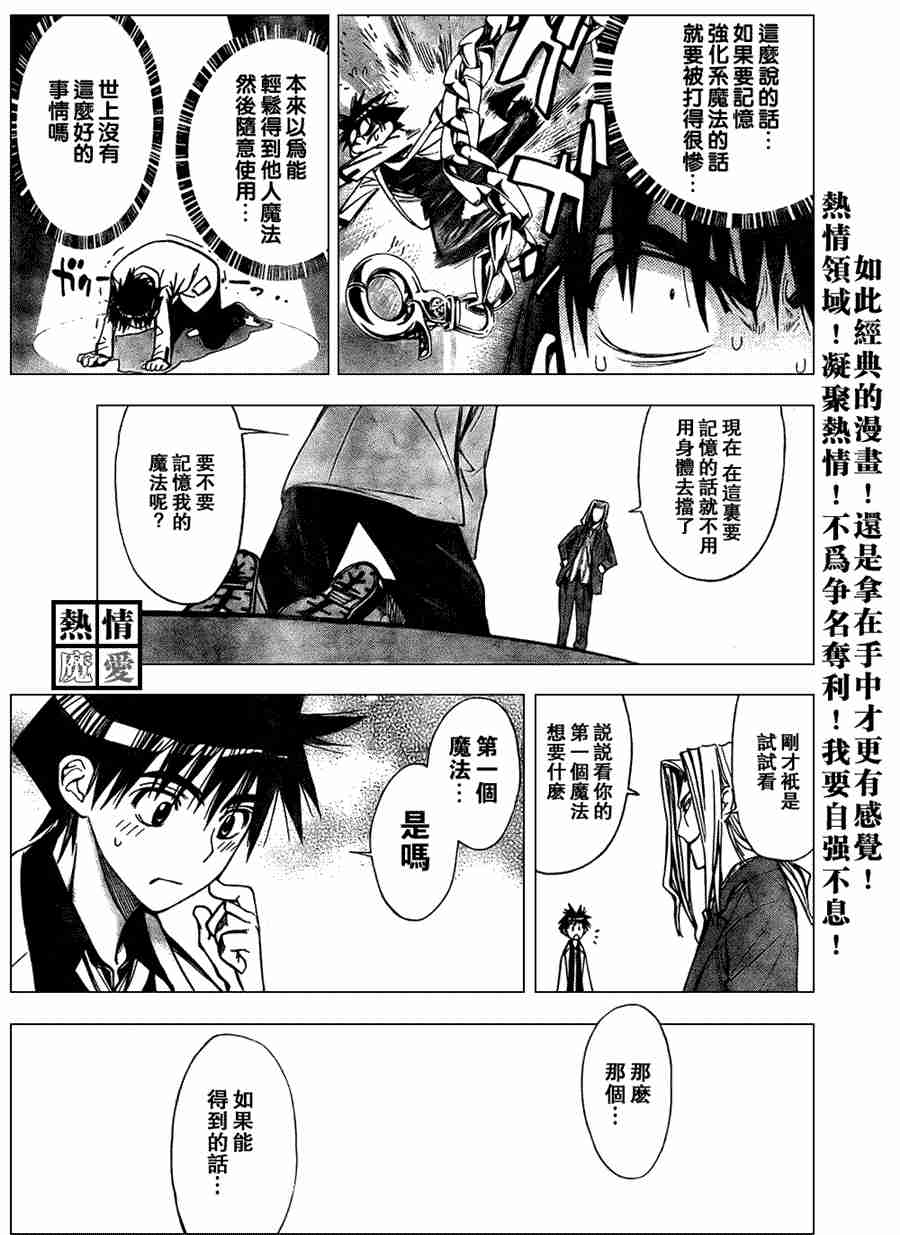 這麼說的話…
如果要記憶
強化系魔法的話
就要被打得很慘…
本來以爲能
輕鬆得到他人魔法
然後隨意使用…
世上沒有
這麼好的
事情嗎
現在 在這裏要
記憶的話就不用
用身體去擋了
要不要
記憶我的
魔法呢?
剛才衹是
試試看
説説看你的
第一個魔法
想要什麽
第一個
魔法…
是嗎
那麽
那個…
如果能
得到的話…
如此經典的漫畫！還是拿在手中才更有感覺！
熱情領域！凝聚熱情！不爲争名奪利！我要自强不息！
熱情
魔愛